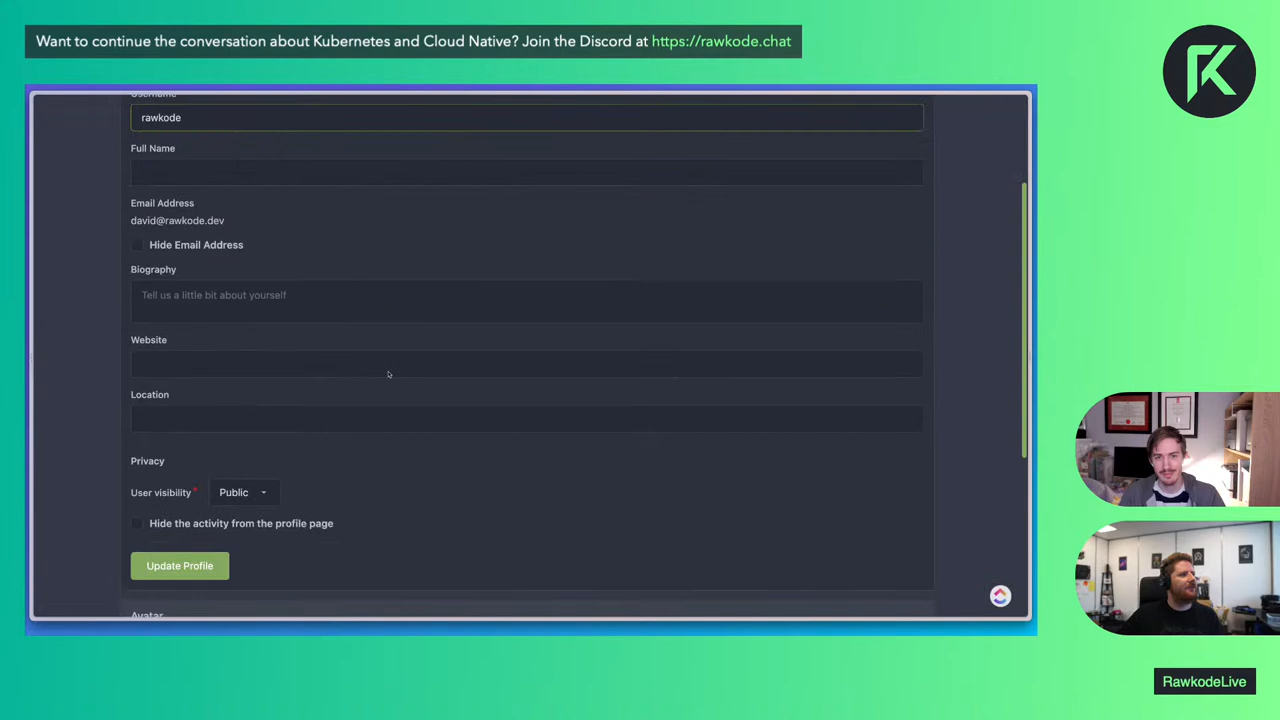 Want to continue the conversation about Kubernetes and Cloud Native? Join the Discord at https://rawkode.chat
Username
rawkode
Full Name
Email Address
david@rawkode.dev
Hide Email Address
Biography
Tell us a little bit about yourself
Website
Location
Privacy
User visibility*
Public
Hide the activity from the profile page
Update Profile
Avatar
RawkodeLive